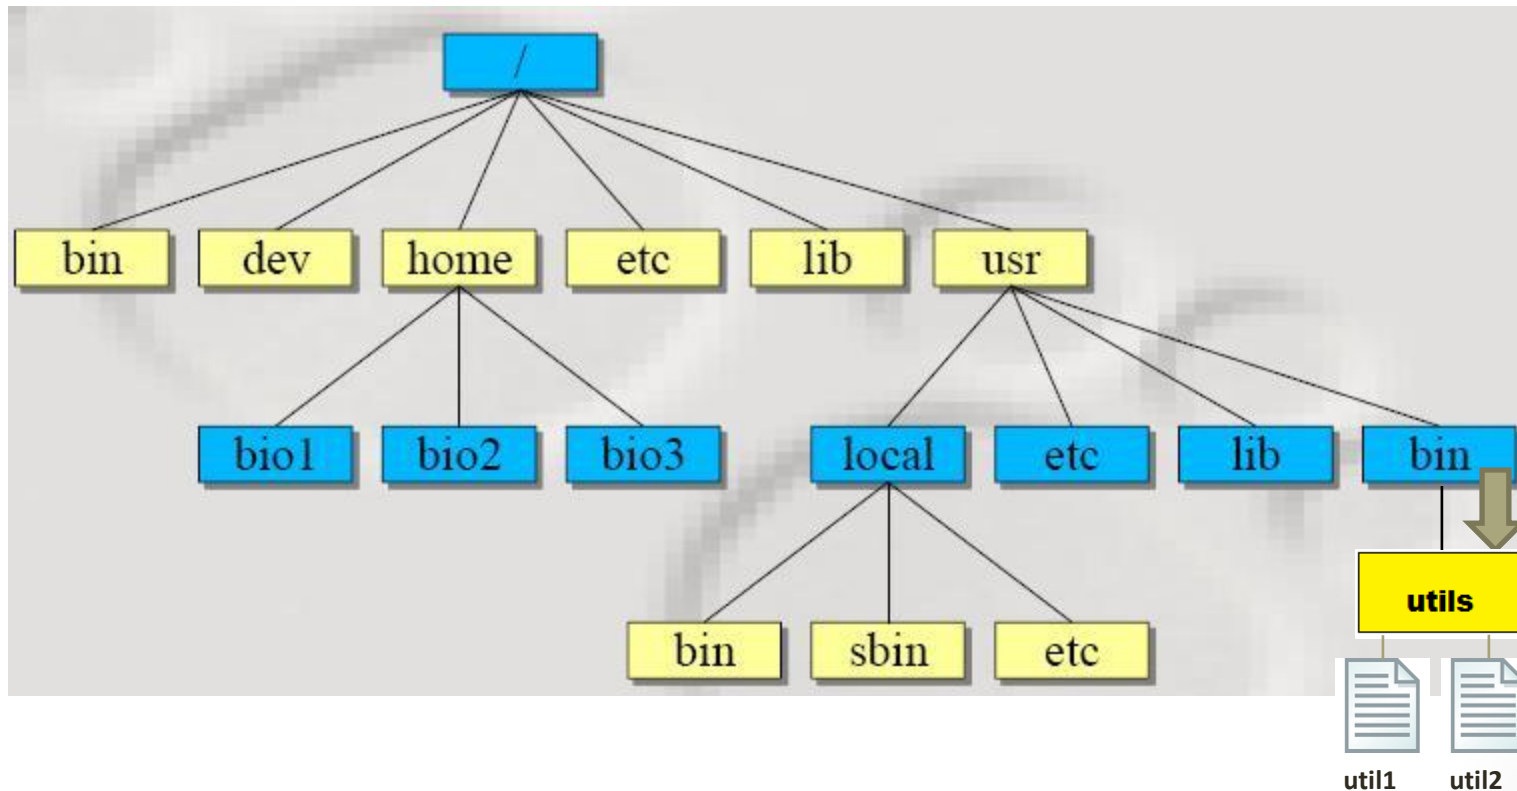 /
bin dev home etc lib usr
bio1 bio2 bio3 local etc lib bin
utils
bin sbin etc
util1 util2